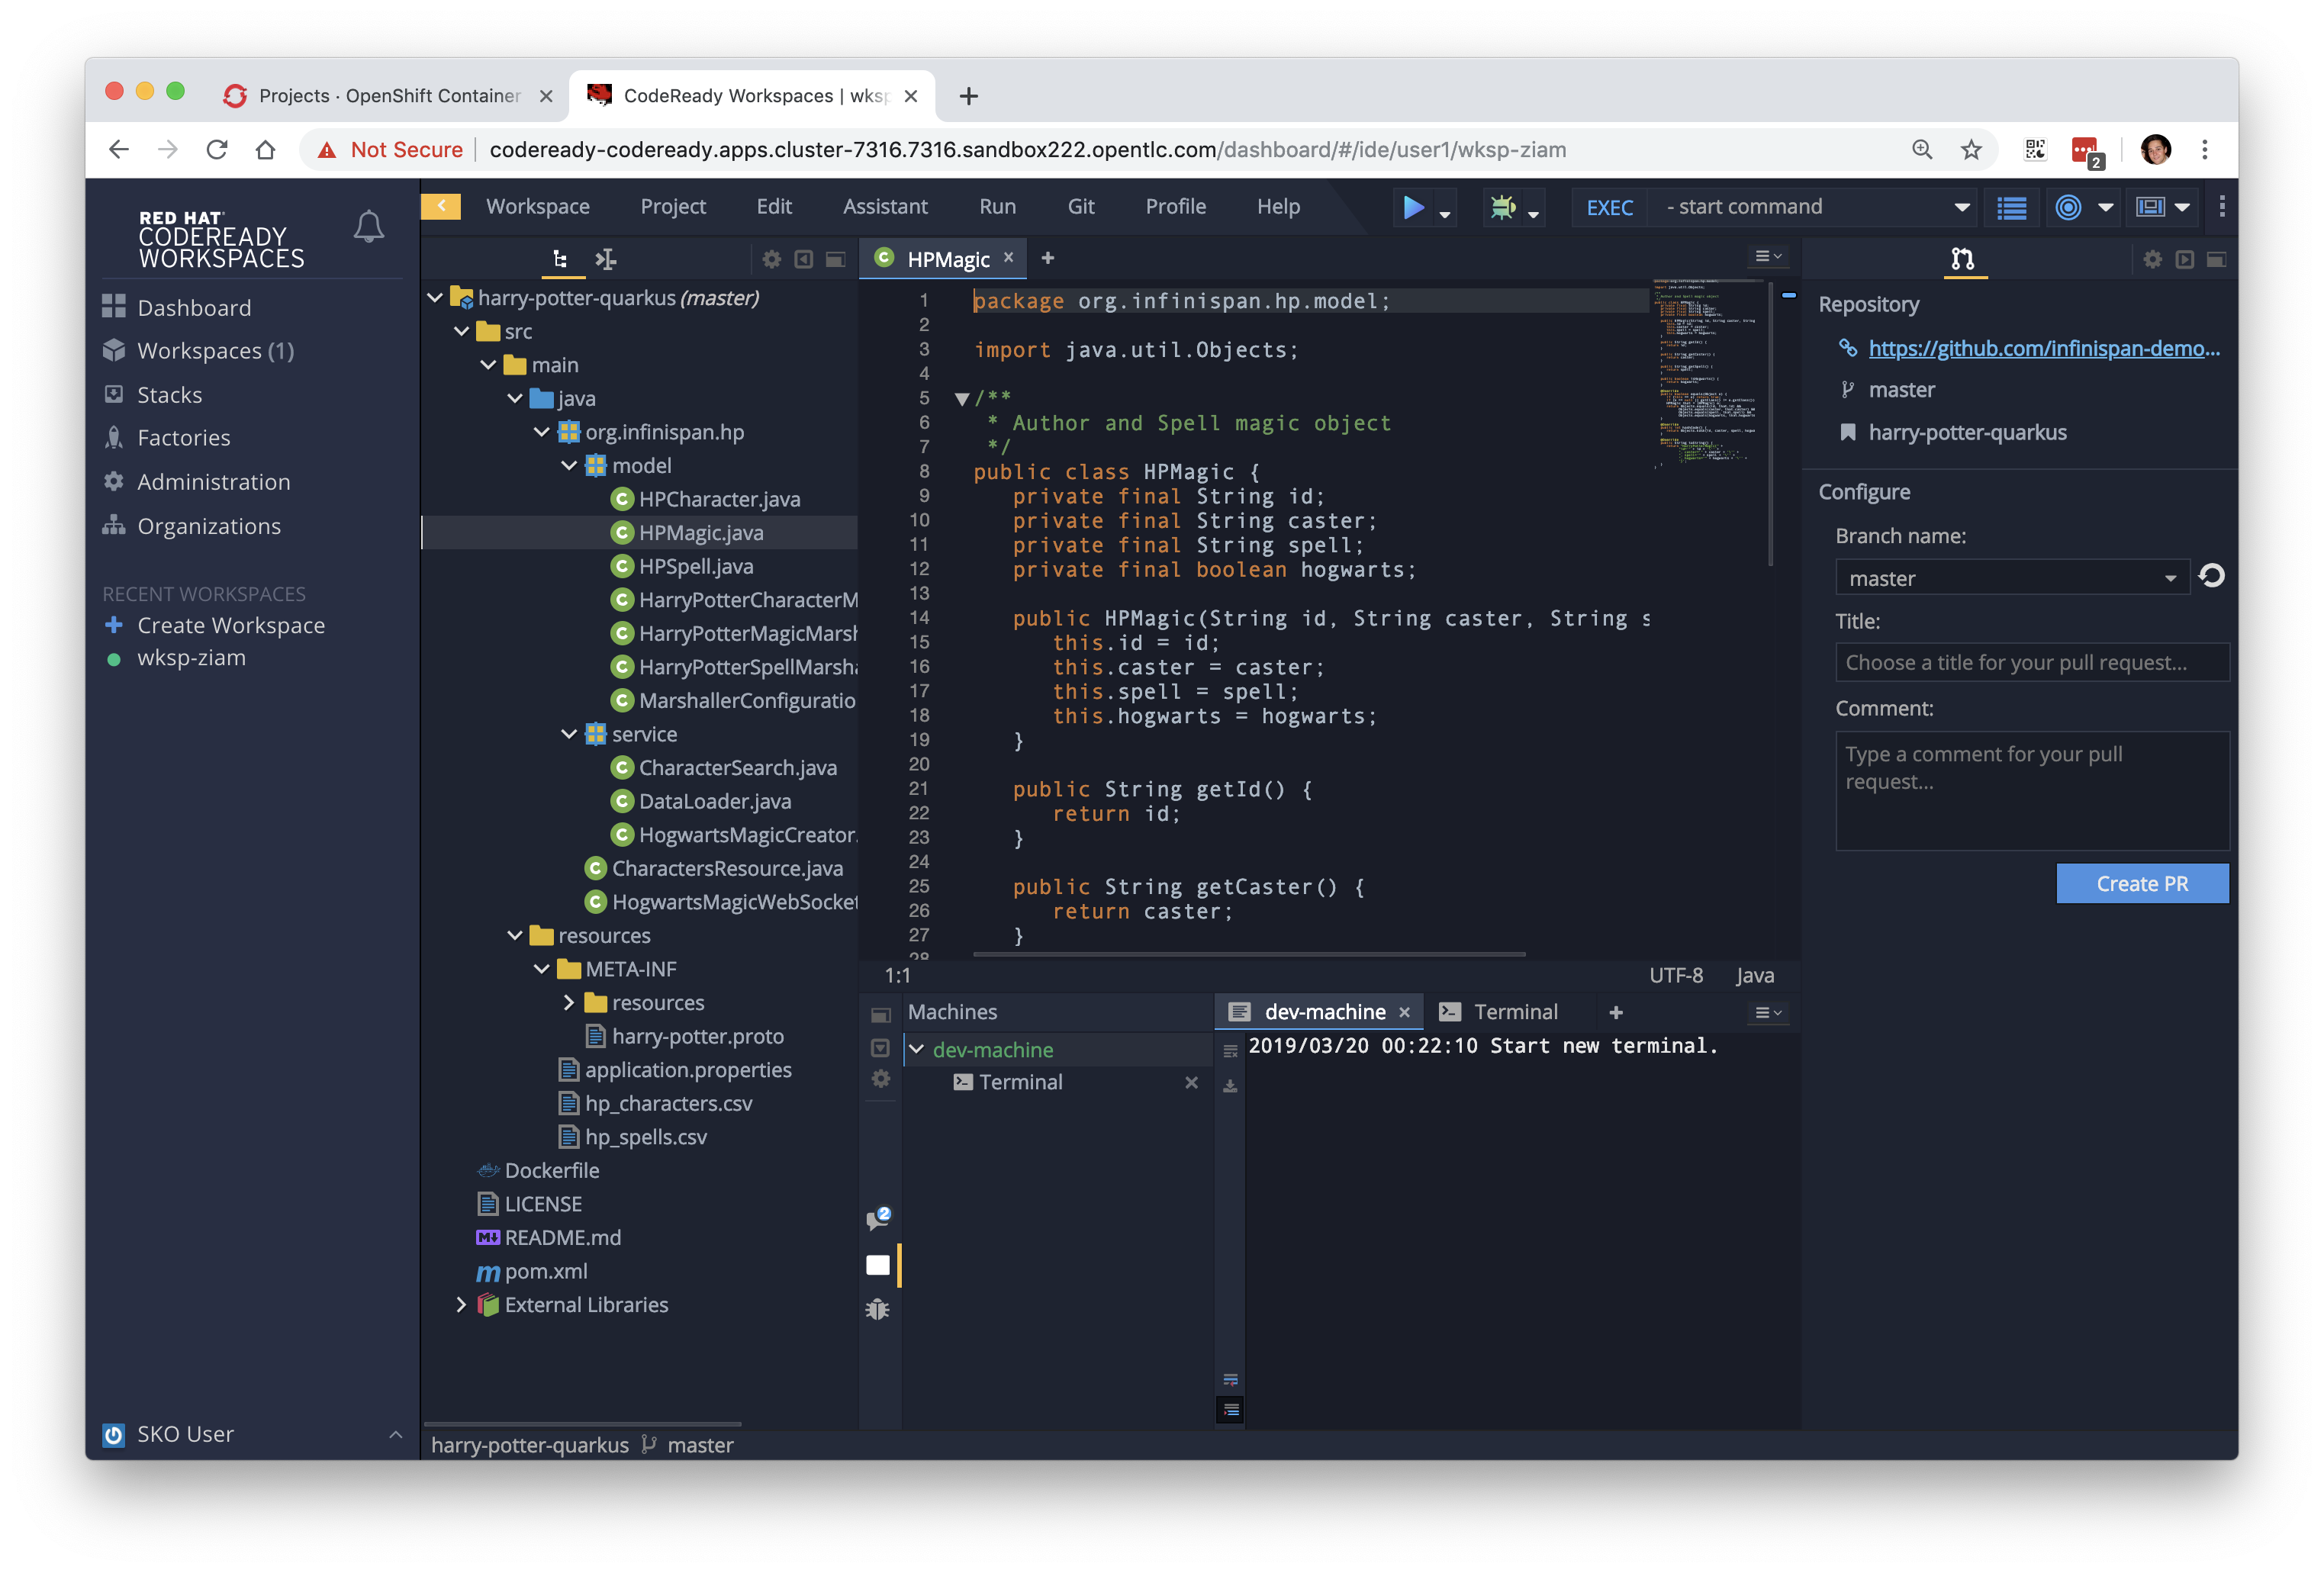 Projects · OpenShift Container
CodeReady Workspaces | wksp
Not Secure
codeready-codeready.apps.cluster-7316.7316.sandbox222.opentlc.com/dashboard/#/ide/user1/wksp-ziam
2
RED HAT
CODEREADY
WORKSPACES
Dashboard
Workspaces (1)
Stacks
Factories
Administration
Organizations
RECENT WORKSPACES
Create Workspace
wksp-ziam
SKO User
Workspace
Project
Edit
Assistant
Run
Git
Profile
Help
EXEC
- start command
harry-potter-quarkus (master)
src
main
java
org.infinispan.hp
model
HPCharacter.java
HPMagic.java
HPSpell.java
HarryPotterCharacterM
HarryPotterMagicMarsh
HarryPotterSpellMarsha
MarshallerConfiguratio
service
CharacterSearch.java
DataLoader.java
HogwartsMagicCreator.
CharactersResource.java
HogwartsMagicWebSocket
resources
META-INF
resources
harry-potter.proto
application.properties
hp_characters.csv
hp_spells.csv
Dockerfile
LICENSE
README.md
pom.xml
External Libraries
harry-potter-quarkus master
HPMagic
1 package org.infinispan.hp.model;
2
3 import java.util.Objects;
4
5 /**
6 * Author and Spell magic object
7 */
8 public class HPMagic {
9 private final String id;
10 private final String caster;
11 private final String spell;
12 private final boolean hogwarts;
13
14 public HPMagic(String id, String caster, String s
15 this.id = id;
16 this.caster = caster;
17 this.spell = spell;
18 this.hogwarts = hogwarts;
19 }
20
21 public String getId() {
22 return id;
23 }
24
25 public String getCaster() {
26 return caster;
27 }
28
1:1
UTF-8
Java
Machines
dev-machine
Terminal
2
dev-machine
Terminal
2019/03/20 00:22:10 Start new terminal.
Repository
https://github.com/infinispan-demo...
master
harry-potter-quarkus
Configure
Branch name:
master
Title:
Choose a title for your pull request...
Comment:
Type a comment for your pull
request...
Create PR